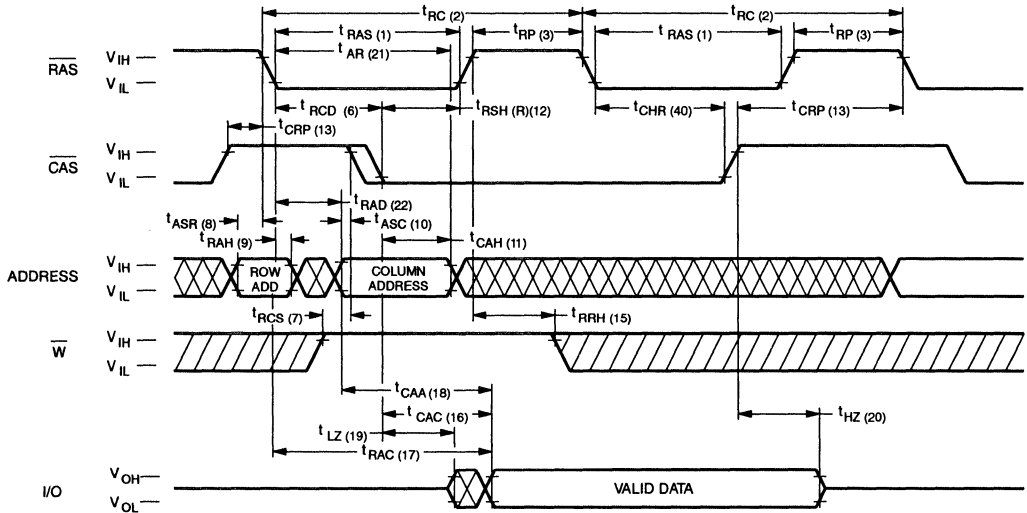 tRC (2) tRC (2)
tRAS (1) tRP (3) tRAS (1) tRP (3)
tAR (21)
RAS VIH
VIL
tRCD (6) tRSH (R)(12) tCHR (40) tCRP (13)
tCRP (13)
CAS VIH
VIL
tRAD (22)
tASR (8) tASC (10)
tRAH (9) tCAH (11)
ADDRESS VIH
VIL
ROW ADD
COLUMN ADDRESS
tRCS (7) tRRH (15)
W VIH
VIL
tCAA (18)
tCAC (16) tHZ (20)
tLZ (19)
tRAC (17)
I/O VOH
VOL
VALID DATA